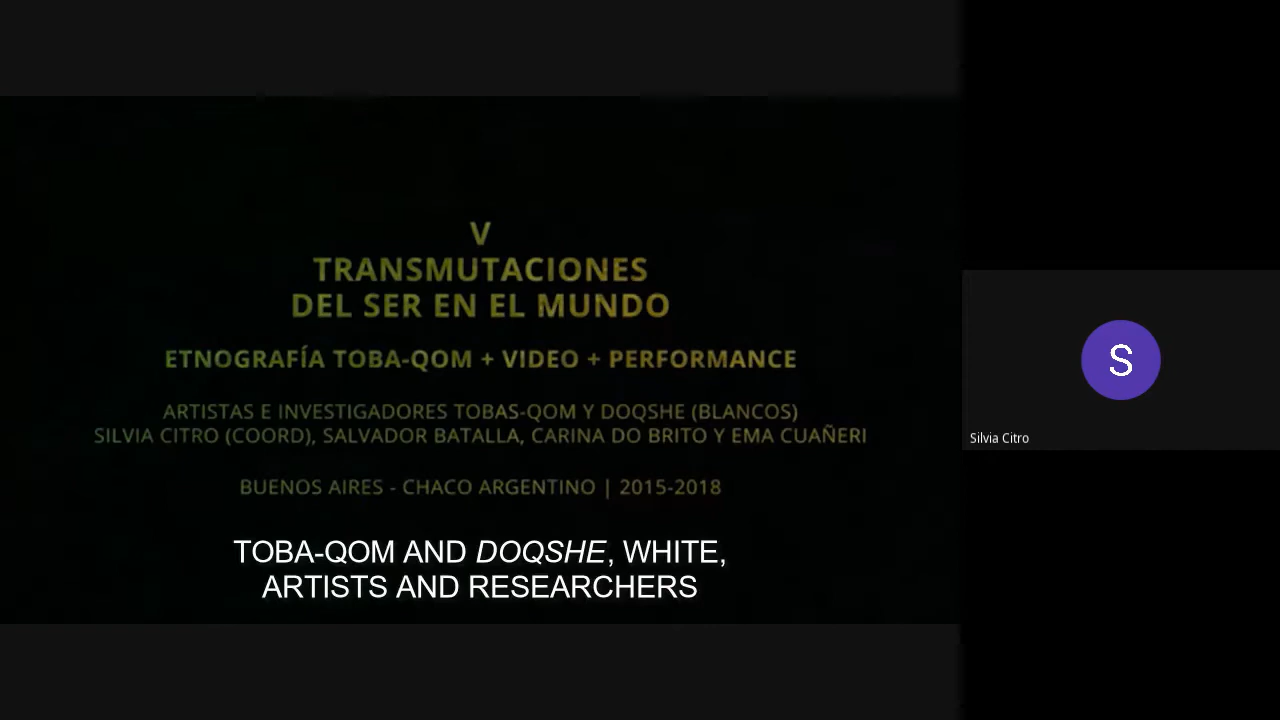 V
TRANSMUTACIONES
DEL SER EN EL MUNDO
ETNOGRAFÍA TOBA-QOM + VIDEO + PERFORMANCE
ARTISTAS E INVESTIGADORES TOBAS-QOM Y DOQSHE (BLANCOS)
SILVIA CITRO (COORD), SALVADOR BATALLA, CARINA DO BRITO Y EMA CUAÑERI
BUENOS AIRES - CHACO ARGENTINO | 2015-2018
TOBA-QOM AND DOQSHE, WHITE,
ARTISTS AND RESEARCHERS
S
Silvia Citro